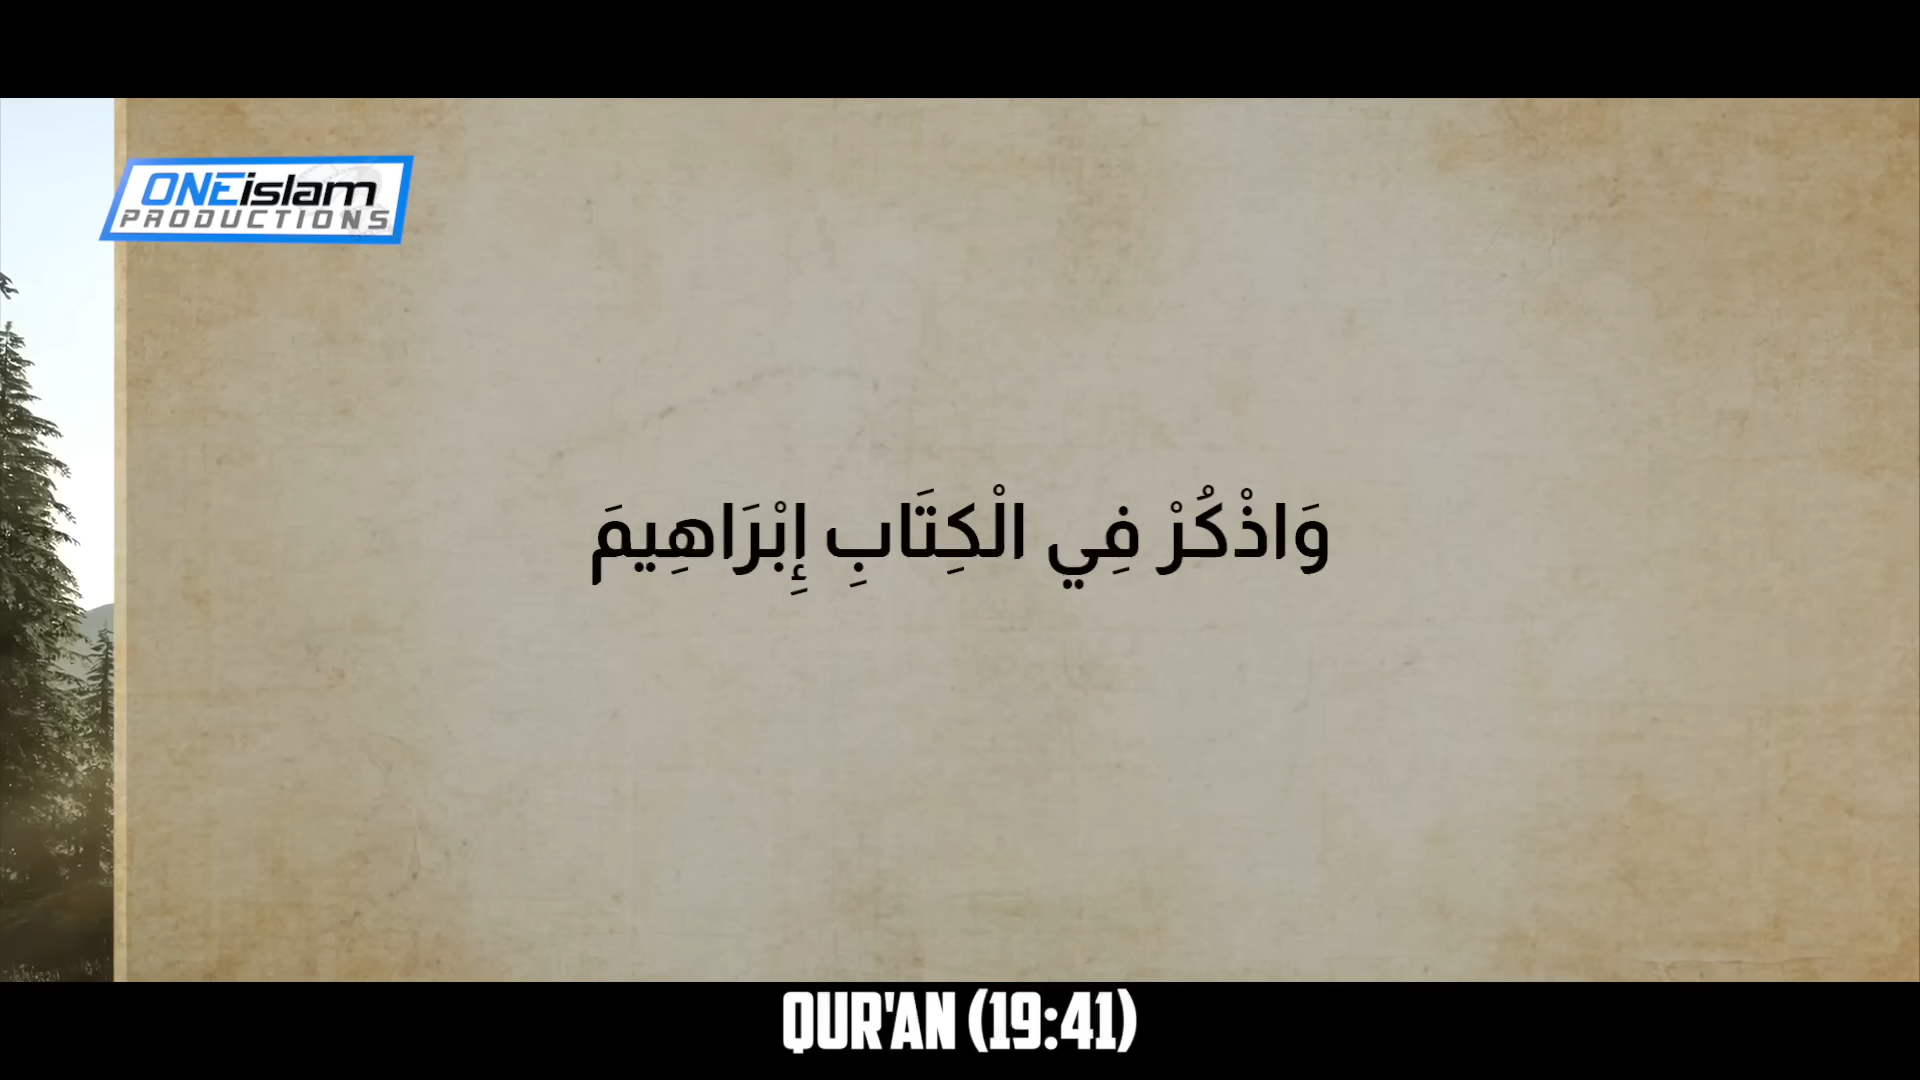 ONEislam
PRODUCTIONS
وَاذْكُرْ فِي الْكِتَابِ إِبْرَاهِيمَ
QUR'AN (19:41)